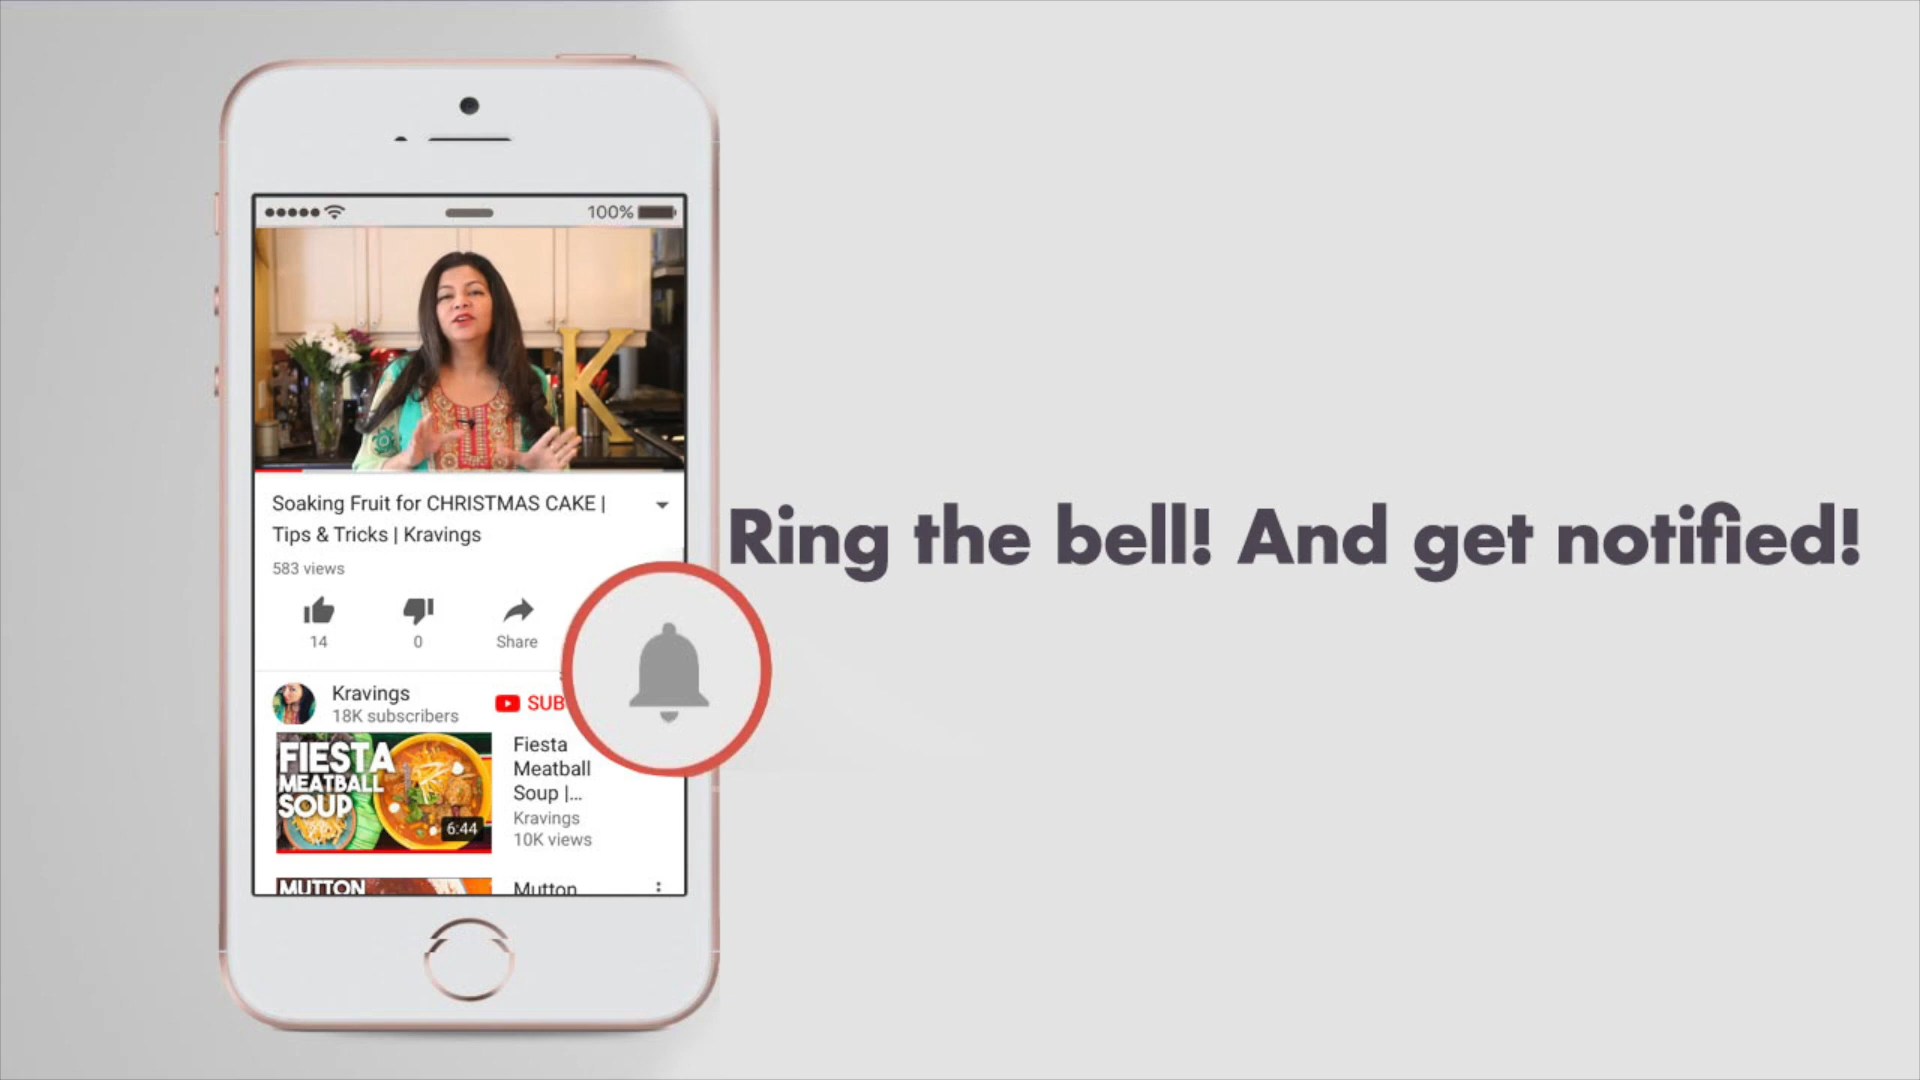 100%
K
Soaking Fruit for CHRISTMAS CAKE |
Tips & Tricks | Kravings
583 views
14
0
Share
Ring the bell! And get notified!
Kravings
18K subscribers
SUB
FIESTA
MEATBALL
SOUP
6:44
Fiesta
Meatball
Soup |...
Kravings
10K views
MUTTON
Mutton